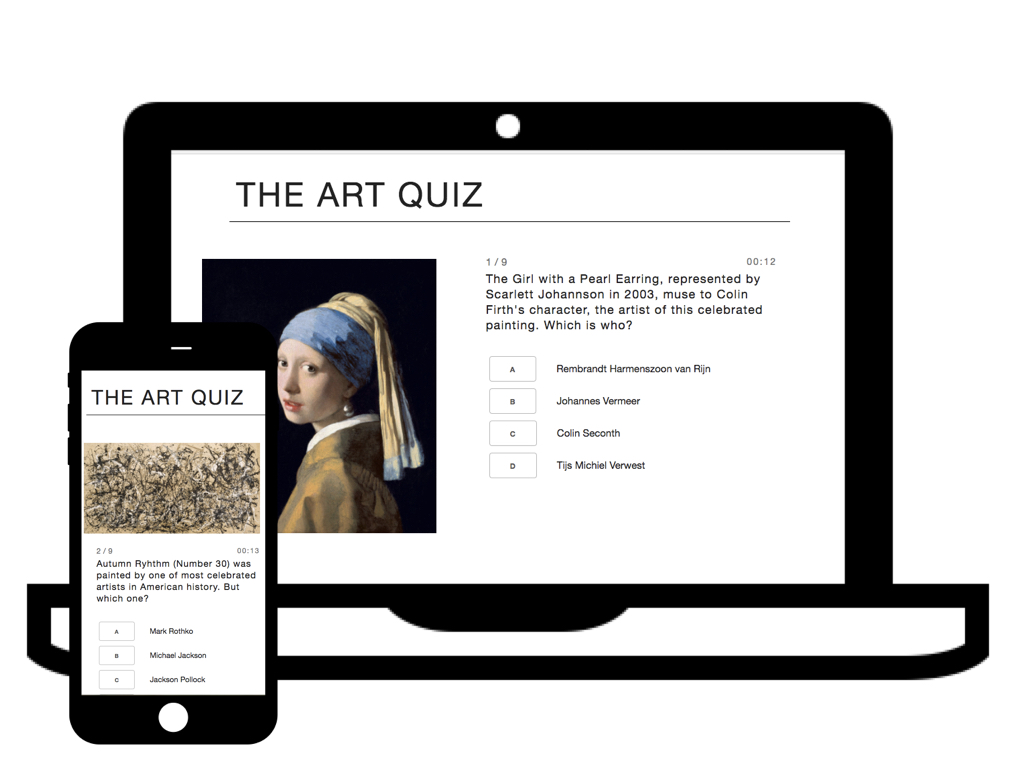 THE ART QUIZ
1 / 9
00:12
The Girl with a Pearl Earring, represented by
Scarlett Johannson in 2003, muse to Colin
Firth's character, the artist of this celebrated
painting. Which is who?
A Rembrandt Harmenszoon van Rijn
B Johannes Vermeer
C Colin Seconth
D Tijs Michiel Verwest
THE ART QUIZ
2 / 9
00:13
Autumn Ryhthm (Number 30) was
painted by one of most celebrated
artists in American history. But
which one?
A Mark Rothko
B Michael Jackson
C Jackson Pollock